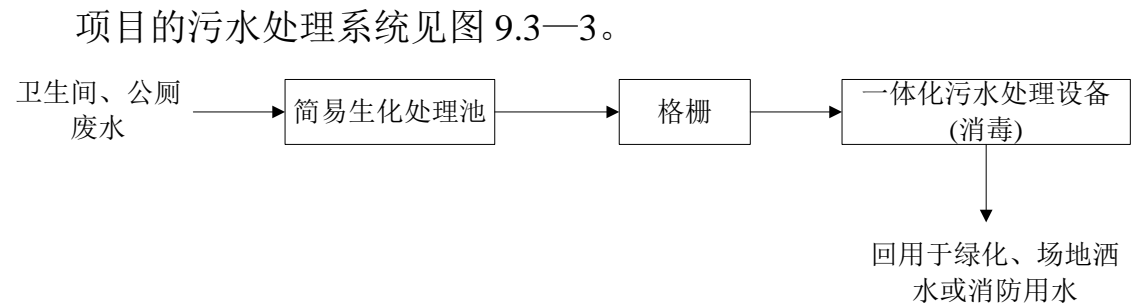 项目的污水处理系统见图 9.3—3。
卫生间、公厕
废水
简易生化处理池
格栅
一体化污水处理设备
(消毒)
回用于绿化、场地洒
水或消防用水